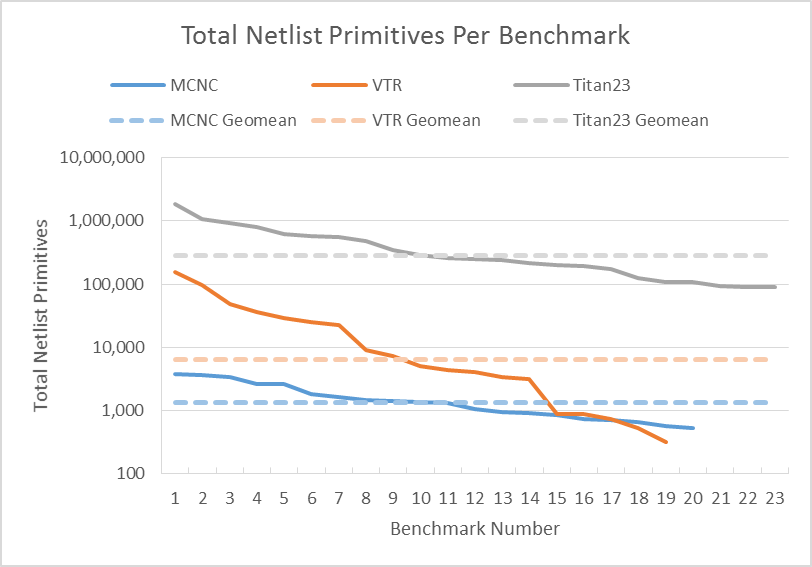 Total Netlist Primitives Per Benchmark
MCNC VTR Titan23
MCNC Geomean VTR Geomean Titan23 Geomean
10,000,000
1,000,000
100,000
10,000
1,000
100
Total Netlist Primitives
1 2 3 4 5 6 7 8 9 10 11 12 13 14 15 16 17 18 19 20 21 22 23
Benchmark Number